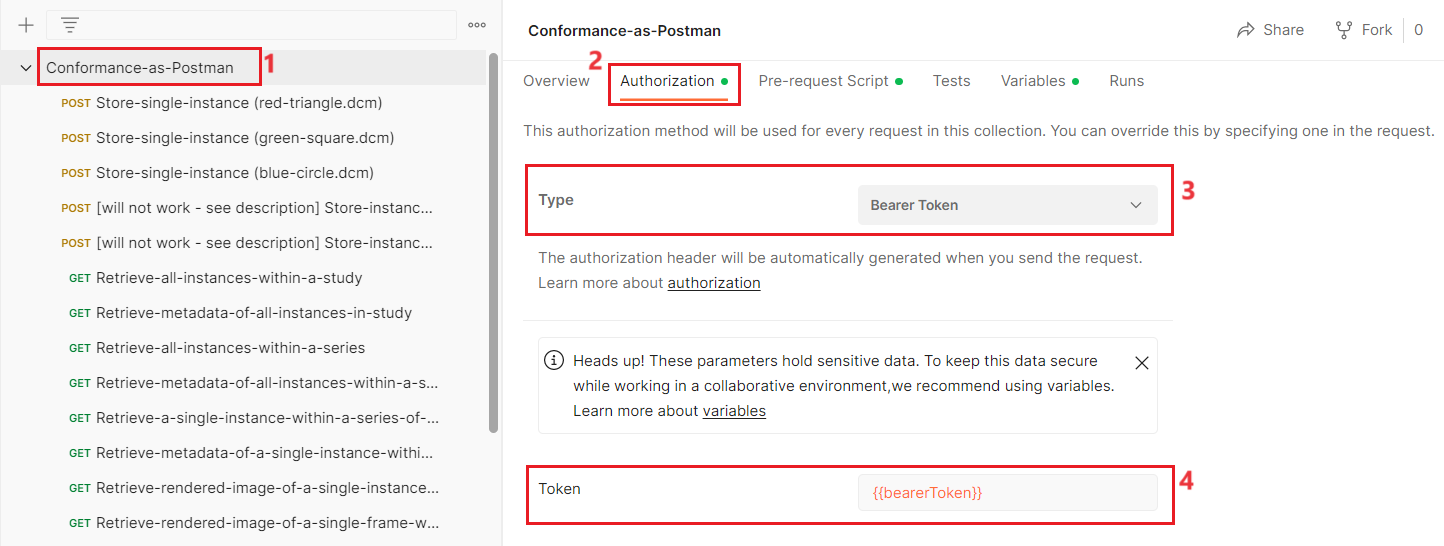 Conformance-as-Postman
1
POST Store-single-instance (red-triangle.dcm)
POST Store-single-instance (green-square.dcm)
POST Store-single-instance (blue-circle.dcm)
POST [will not work - see description] Store-instanc...
POST [will not work - see description] Store-instanc...
GET Retrieve-all-instances-within-a-study
GET Retrieve-metadata-of-all-instances-in-study
GET Retrieve-all-instances-within-a-series
GET Retrieve-metadata-of-all-instances-within-a-s...
GET Retrieve-a-single-instance-within-a-series-of-...
GET Retrieve-metadata-of-a-single-instance-withi...
GET Retrieve-rendered-image-of-a-single-instance...
GET Retrieve-rendered-image-of-a-single-frame-w...
Conformance-as-Postman
Share
Fork
0
2
Overview
Authorization
Pre-request Script
Tests
Variables
Runs
This authorization method will be used for every request in this collection. You can override this by specifying one in the request.
Type
Bearer Token
3
The authorization header will be automatically generated when you send the request.
Learn more about authorization
Heads up! These parameters hold sensitive data. To keep this data secure
while working in a collaborative environment,we recommend using variables.
Learn more about variables
Token
{{bearerToken}}
4